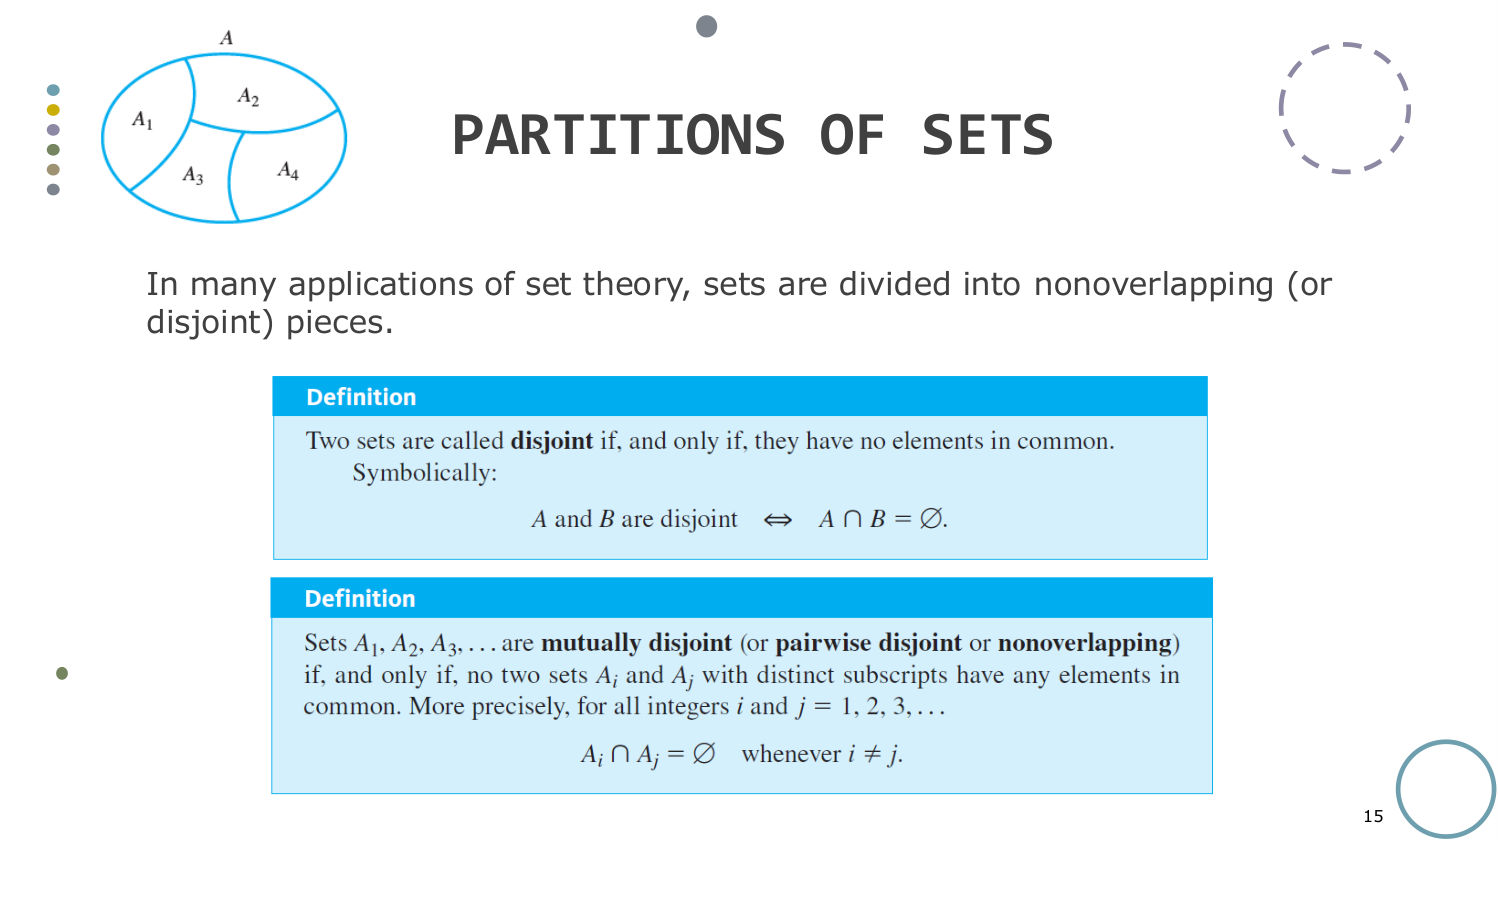 A
A₁
A₂
A₃
A₄
PARTITIONS OF SETS
In many applications of set theory, sets are divided into nonoverlapping (or
disjoint) pieces.
Definition
Two sets are called disjoint if, and only if, they have no elements in common.
Symbolically:
A and B are disjoint ⇔ A ∩ B = ∅.
Definition
Sets A₁, A₂, A₃, . . . are mutually disjoint (or pairwise disjoint or nonoverlapping)
if, and only if, no two sets Aᵢ and Aⱼ with distinct subscripts have any elements in
common. More precisely, for all integers i and j = 1, 2, 3, . . .
Aᵢ ∩ Aⱼ = ∅ whenever i ≠ j.
15